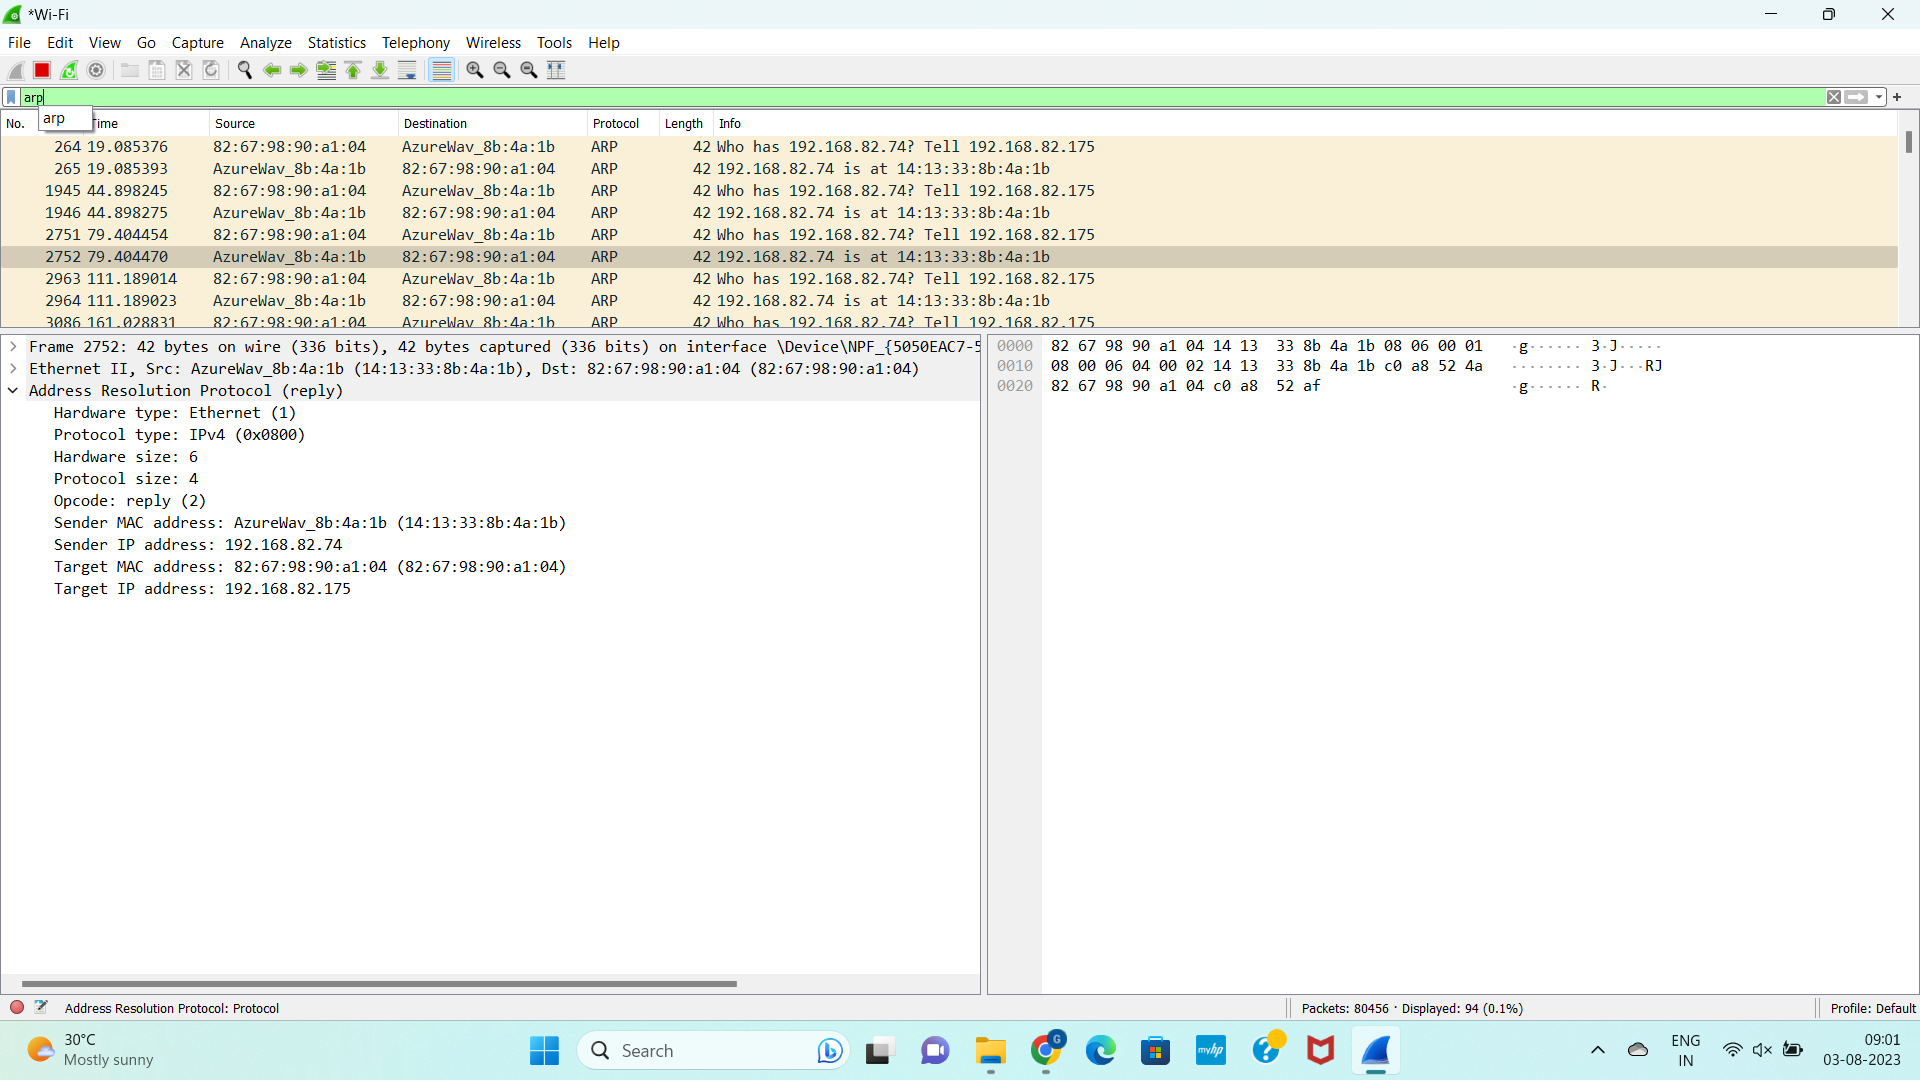 *Wi-Fi
File Edit View Go Capture Analyze Statistics Telephony Wireless Tools Help
arp
arp
No. Time Source Destination Protocol Length Info
264 19.085376 82:67:98:90:a1:04 AzureWav_8b:4a:1b ARP 42 Who has 192.168.82.74? Tell 192.168.82.175
265 19.085393 AzureWav_8b:4a:1b 82:67:98:90:a1:04 ARP 42 192.168.82.74 is at 14:13:33:8b:4a:1b
1945 44.898245 82:67:98:90:a1:04 AzureWav_8b:4a:1b ARP 42 Who has 192.168.82.74? Tell 192.168.82.175
1946 44.898275 AzureWav_8b:4a:1b 82:67:98:90:a1:04 ARP 42 192.168.82.74 is at 14:13:33:8b:4a:1b
2751 79.404454 82:67:98:90:a1:04 AzureWav_8b:4a:1b ARP 42 Who has 192.168.82.74? Tell 192.168.82.175
2752 79.404470 AzureWav_8b:4a:1b 82:67:98:90:a1:04 ARP 42 192.168.82.74 is at 14:13:33:8b:4a:1b
2963 111.189014 82:67:98:90:a1:04 AzureWav_8b:4a:1b ARP 42 Who has 192.168.82.74? Tell 192.168.82.175
2964 111.189023 AzureWav_8b:4a:1b 82:67:98:90:a1:04 ARP 42 192.168.82.74 is at 14:13:33:8b:4a:1b
3086 161.028831 82:67:98:90:a1:04 AzureWav_8b:4a:1b ARP 42 Who has 192.168.82.74? Tell 192.168.82.175
Frame 2752: 42 bytes on wire (336 bits), 42 bytes captured (336 bits) on interface \Device\NPF_{5050EAC7-5
Ethernet II, Src: AzureWav_8b:4a:1b (14:13:33:8b:4a:1b), Dst: 82:67:98:90:a1:04 (82:67:98:90:a1:04)
Address Resolution Protocol (reply)
Hardware type: Ethernet (1)
Protocol type: IPv4 (0x0800)
Hardware size: 6
Protocol size: 4
Opcode: reply (2)
Sender MAC address: AzureWav_8b:4a:1b (14:13:33:8b:4a:1b)
Sender IP address: 192.168.82.74
Target MAC address: 82:67:98:90:a1:04 (82:67:98:90:a1:04)
Target IP address: 192.168.82.175
0000 82 67 98 90 a1 04 14 13 33 8b 4a 1b 08 06 00 01 ·g······ 3·J·····
0010 08 00 06 04 00 02 14 13 33 8b 4a 1b c0 a8 52 4a ········ 3·J···RJ
0020 82 67 98 90 a1 04 c0 a8 52 af ·g······ R·
Address Resolution Protocol: Protocol
Packets: 80456 · Displayed: 94 (0.1%)
Profile: Default
30°C
Mostly sunny
Search
myhp
G
ENG
IN
09:01
03-08-2023